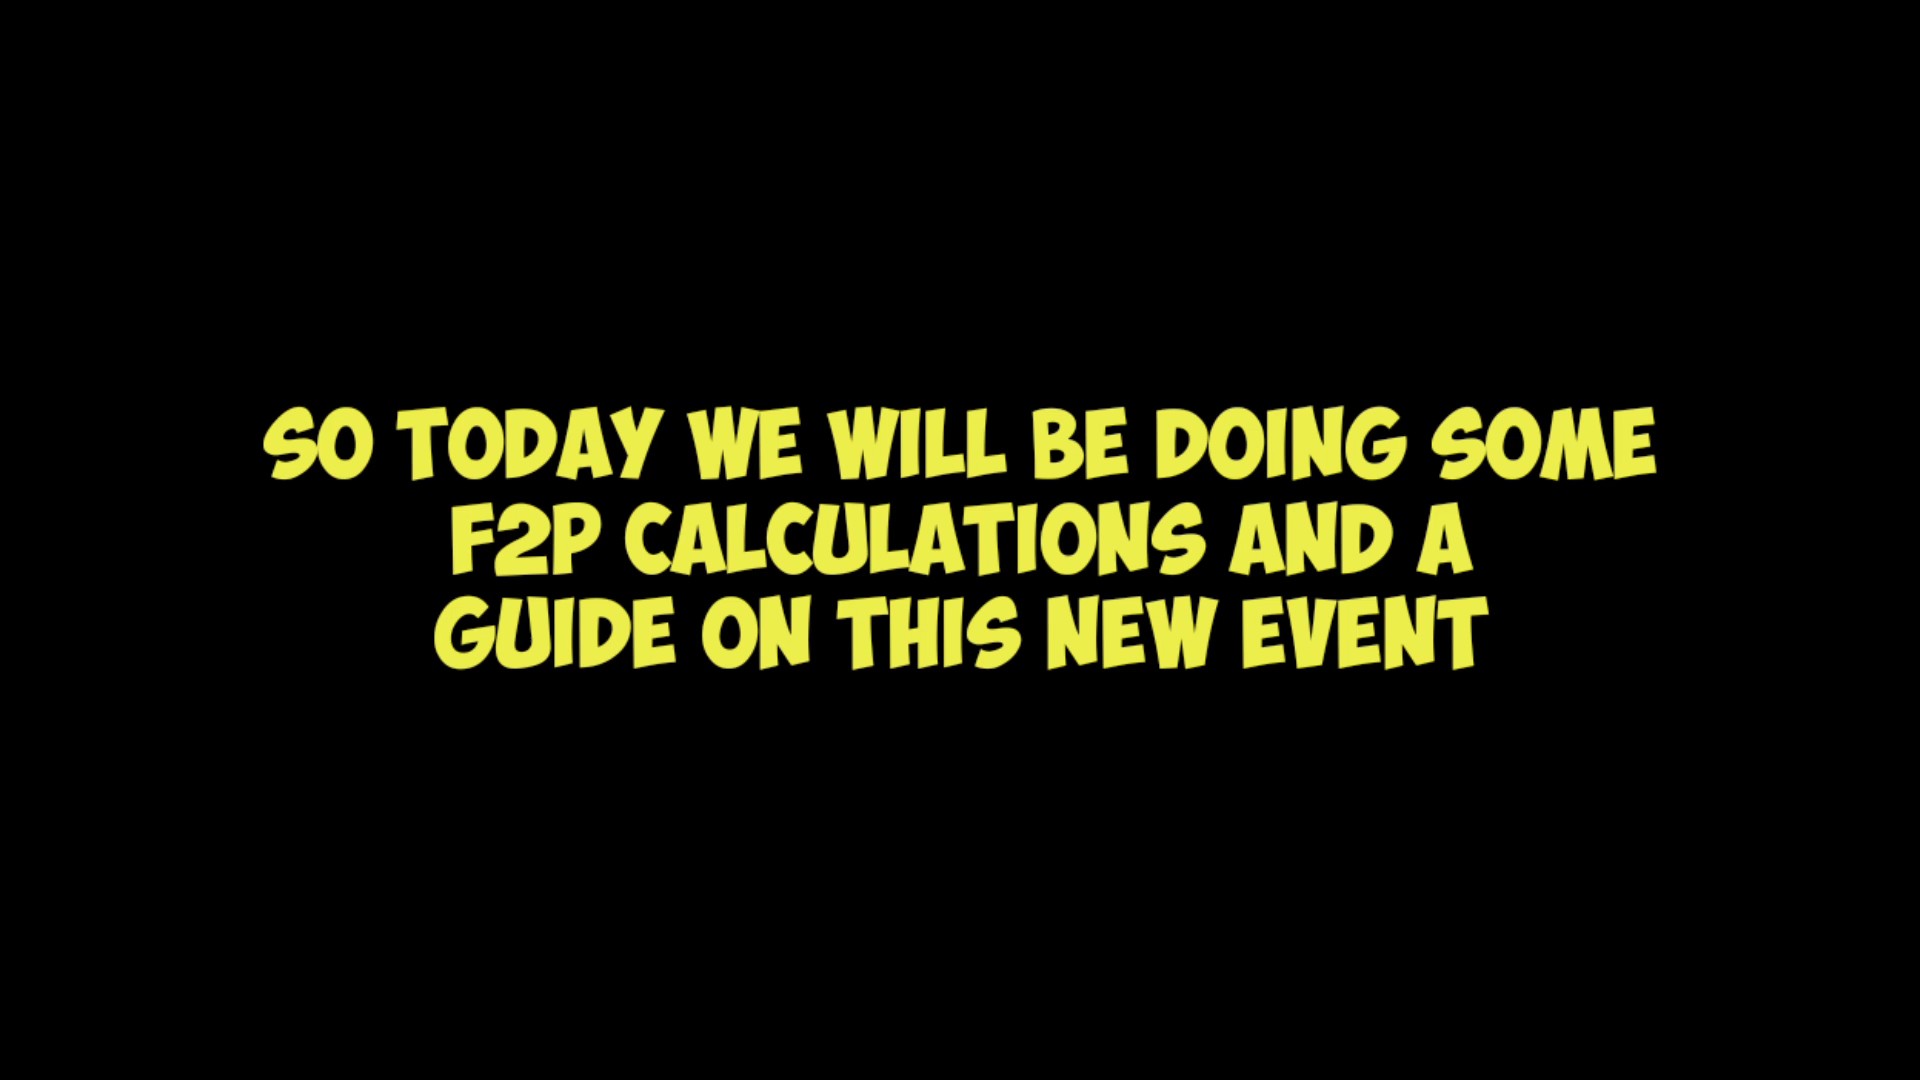 SO TODAY WE WILL BE DOING SOME
F2P CALCULATIONS AND A
GUIDE ON THIS NEW EVENT